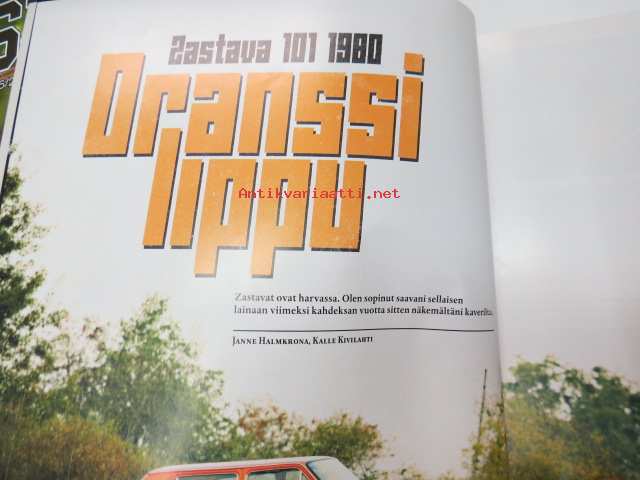 Zastava 101 1980
Oranssi
lippu
Antikvariaatti.net
Zastavat ovat harvassa. Olen sopinut saavani sellaisen
lainaan viimeksi kahdeksan vuotta sitten näkemältäni kaverilta.
Janne Halmkrona, Kalle Kivilahti